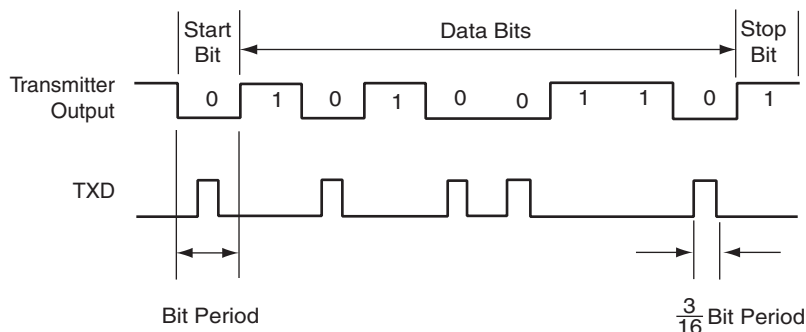 Start
Bit
Data Bits
Stop
Bit
Transmitter
Output
0 1 0 1 0 0 1 1 0 1
TXD
Bit Period
3
16 Bit Period